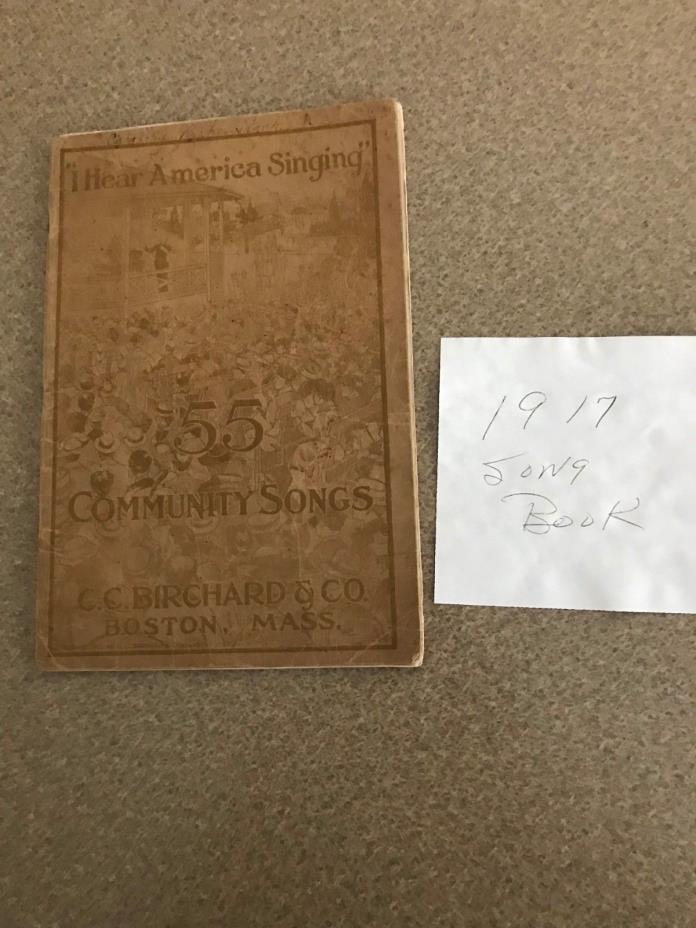 "I Hear America Singing"
55
COMMUNITY SONGS
C.C. BIRCHARD & CO.
BOSTON, MASS.
1917
SONG
BOOK